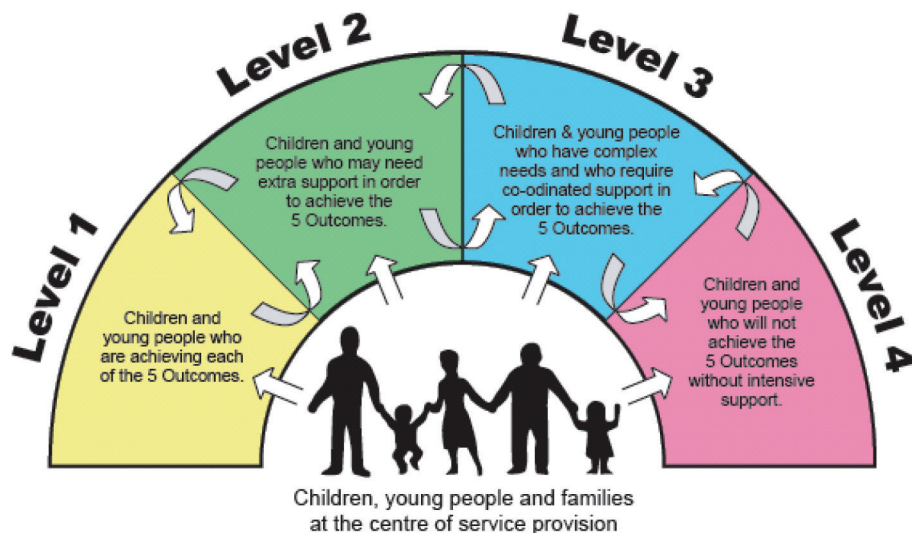 Level 1
Children and
young people who
are achieving each
of the 5 Outcomes.
Level 2
Children and young
people who may need
extra support in order
to achieve the
5 Outcomes.
Level 3
Children & young people
who have complex
needs and who require
co-odinated support in
order to achieve the
5 Outcomes.
Level 4
Children and
young people
who will not
achieve the
5 Outcomes
without intensive
support.
Children, young people and families
at the centre of service provision